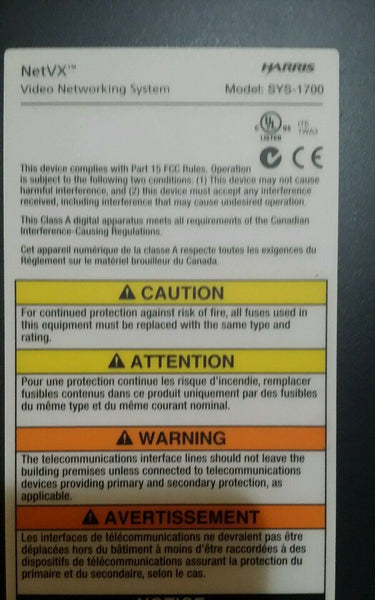 NetVX™ HARRIS
Video Networking System Model: SYS-1700
C UL US ITE
LISTED 1WA3
CE
This device complies with Part 15 FCC Rules. Operation
is subject to the following two conditions: (1) This device may not cause
harmful interference, and (2) this device must accept any interference
received, including interference that may cause undesired operation.
This Class A digital apparatus meets all requirements of the Canadian
Interference-Causing Regulations.
Cet appareil numérique de la classe A respecte toutes les exigences du
Règlement sur le matériel brouilleur du Canada.
CAUTION
For continued protection against risk of fire, all fuses used in
this equipment must be replaced with the same type and
rating.
ATTENTION
Pour une protection continue les risque d'incendie, remplacer
fusibles contenus dans ce produit uniquement par des fusibles
du même type et du même courant nominal.
WARNING
The telecommunications interface lines should not leave the
building premises unless connected to telecommunications
devices providing primary and secondary protection, as
applicable.
AVERTISSEMENT
Les interfaces de télécommunications ne devraient pas être
déplacées hors du bâtiment à moins d'être raccordées à des
dispositifs de télécommunications assurant la protection du
primaire et du secondaire, selon le cas.
NOTICE